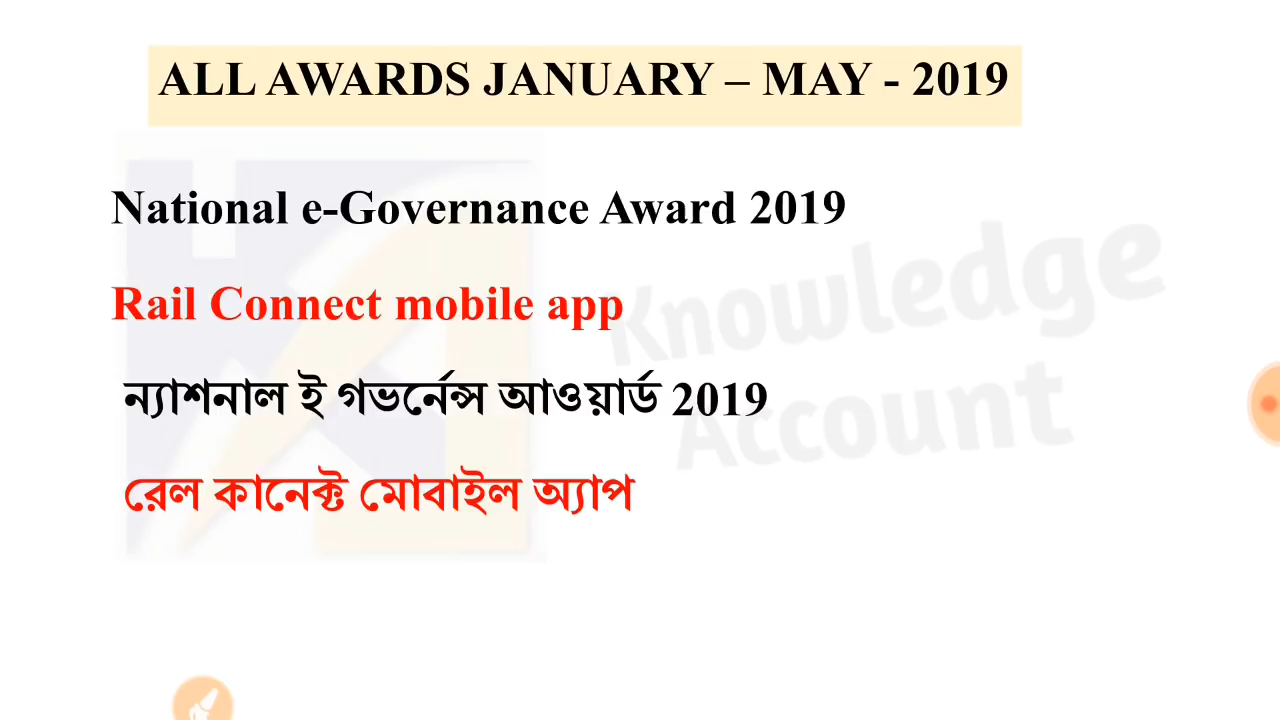 ALL AWARDS JANUARY – MAY - 2019
National e-Governance Award 2019
Rail Connect mobile app
ন্যাশনাল ই গভর্নেন্স আওয়ার্ড 2019
রেল কানেক্ট মোবাইল অ্যাপ
Knowledge
Account